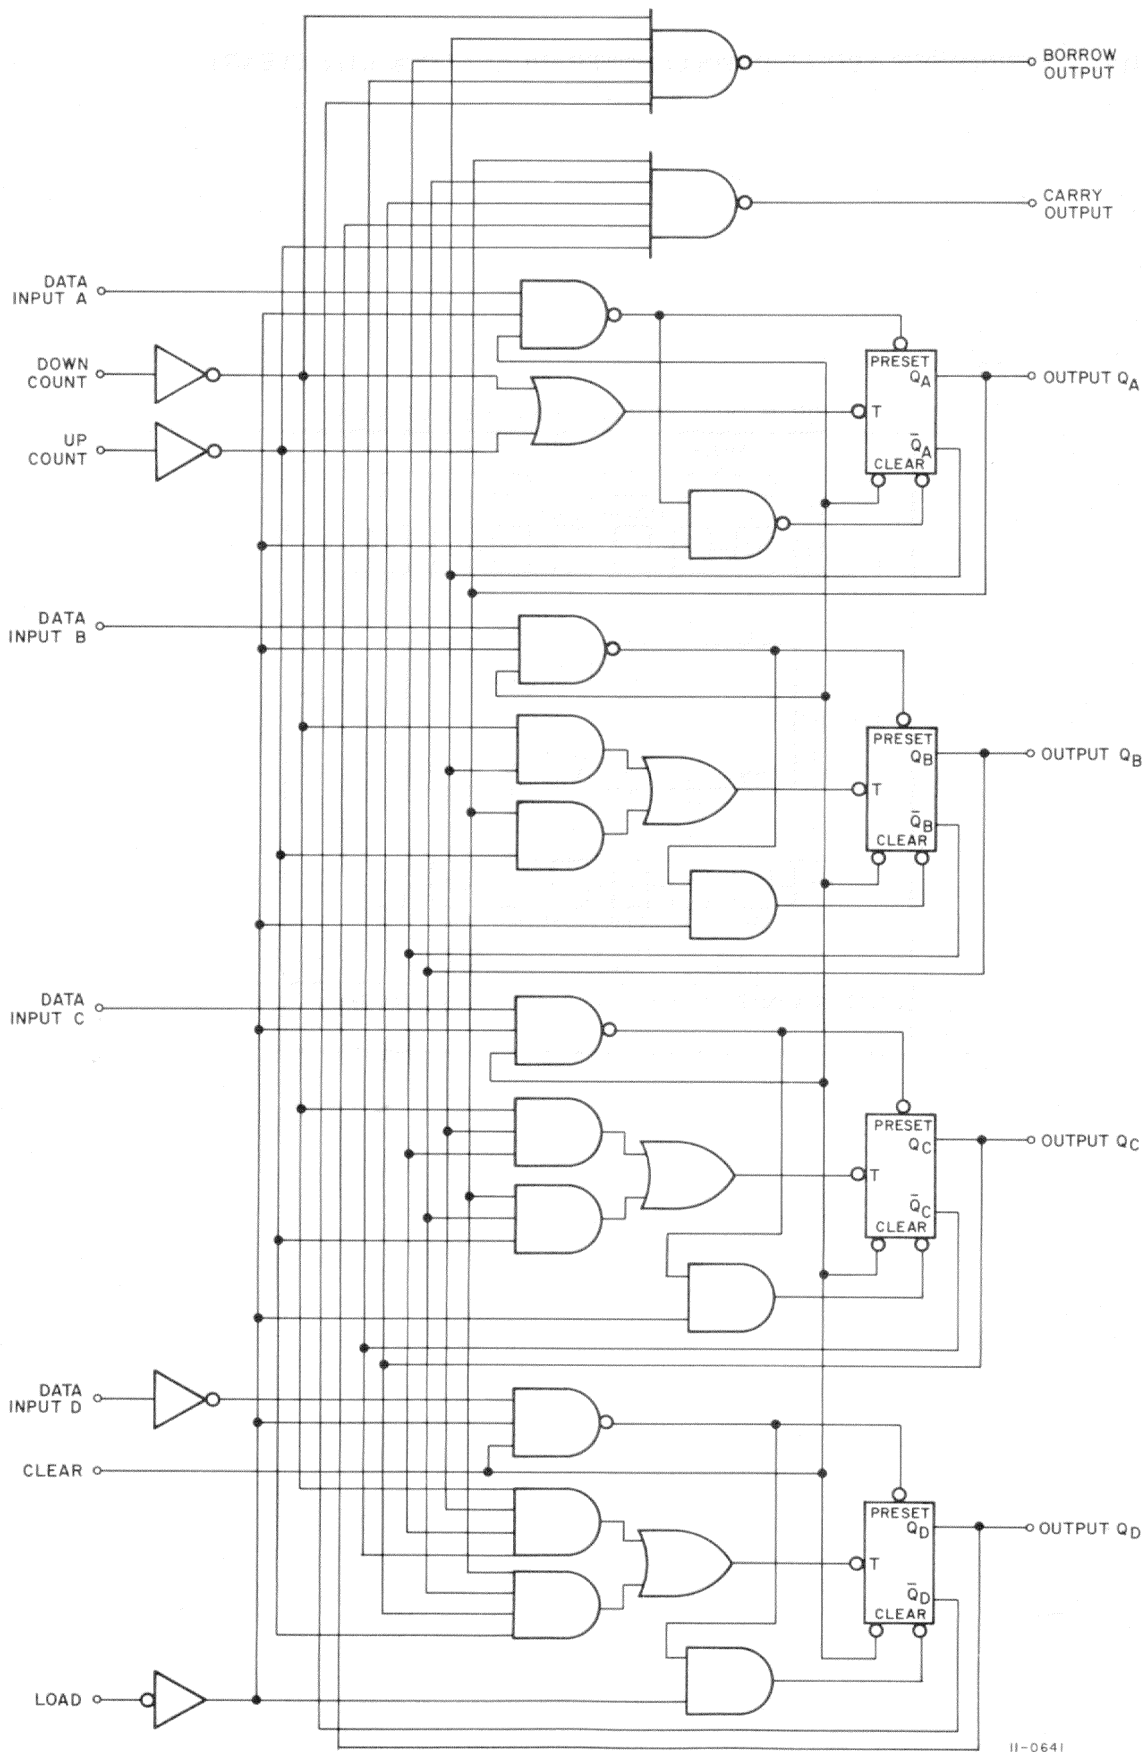 BORROW
OUTPUT
CARRY
OUTPUT
DATA
INPUT A
DOWN
COUNT
UP
COUNT
PRESET
QA
T
Q̄A
CLEAR
OUTPUT QA
DATA
INPUT B
PRESET
QB
T
Q̄B
CLEAR
OUTPUT QB
DATA
INPUT C
PRESET
QC
T
Q̄C
CLEAR
OUTPUT QC
DATA
INPUT D
CLEAR
PRESET
QD
T
Q̄D
CLEAR
OUTPUT QD
LOAD
11-0641